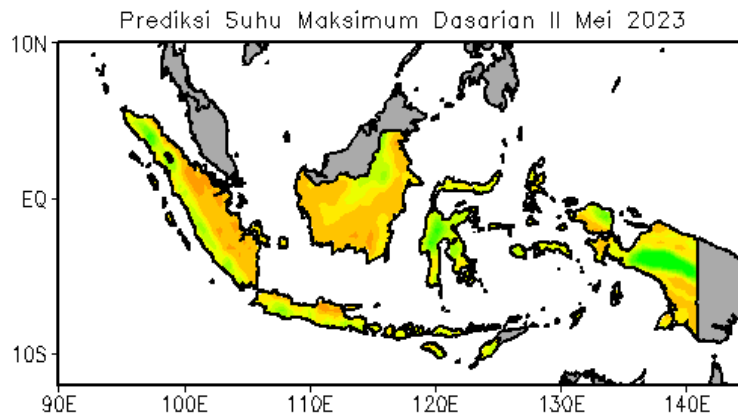 Prediksi Suhu Maksimum Dasarian II Mei 2023
10N
EQ
10S
90E 100E 110E 120E 130E 140E